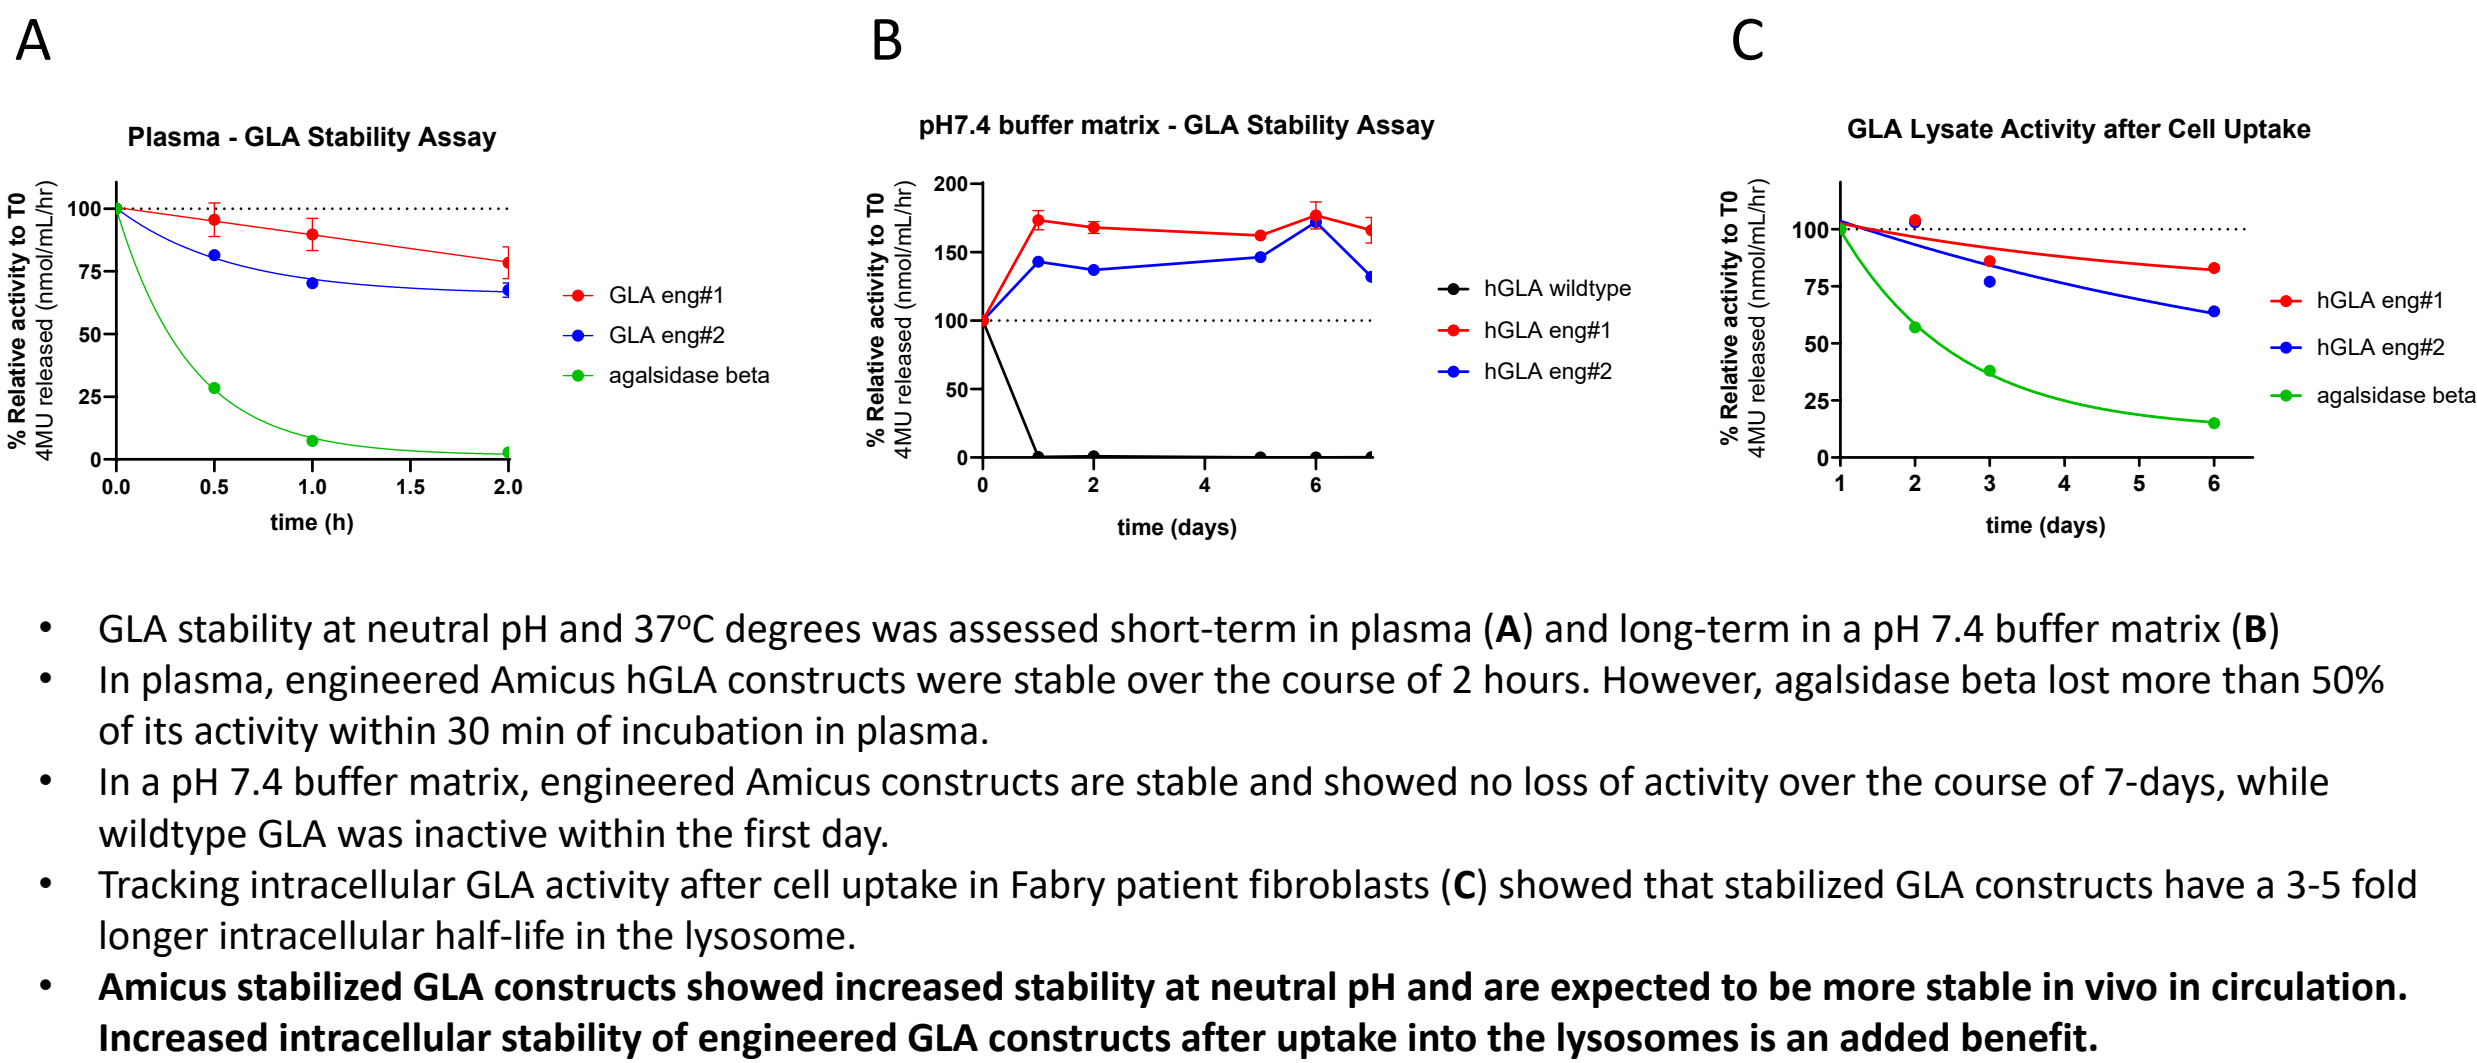 A
B
C
Plasma - GLA Stability Assay
% Relative activity to T0
4MU released (nmol/mL/hr)
100
75
50
25
0
0.0 0.5 1.0 1.5 2.0
time (h)
GLA eng#1
GLA eng#2
agalsidase beta
pH7.4 buffer matrix - GLA Stability Assay
% Relative activity to T0
4MU released (nmol/mL/hr)
200
150
100
50
0
0 2 4 6
time (days)
hGLA wildtype
hGLA eng#1
hGLA eng#2
GLA Lysate Activity after Cell Uptake
% Relative activity to T0
4MU released (nmol/mL/hr)
100
75
50
25
0
1 2 3 4 5 6
time (days)
hGLA eng#1
hGLA eng#2
agalsidase beta
• GLA stability at neutral pH and 37°C degrees was assessed short-term in plasma (A) and long-term in a pH 7.4 buffer matrix (B)
• In plasma, engineered Amicus hGLA constructs were stable over the course of 2 hours. However, agalsidase beta lost more than 50%
of its activity within 30 min of incubation in plasma.
• In a pH 7.4 buffer matrix, engineered Amicus constructs are stable and showed no loss of activity over the course of 7-days, while
wildtype GLA was inactive within the first day.
• Tracking intracellular GLA activity after cell uptake in Fabry patient fibroblasts (C) showed that stabilized GLA constructs have a 3-5 fold
longer intracellular half-life in the lysosome.
• Amicus stabilized GLA constructs showed increased stability at neutral pH and are expected to be more stable in vivo in circulation.
Increased intracellular stability of engineered GLA constructs after uptake into the lysosomes is an added benefit.